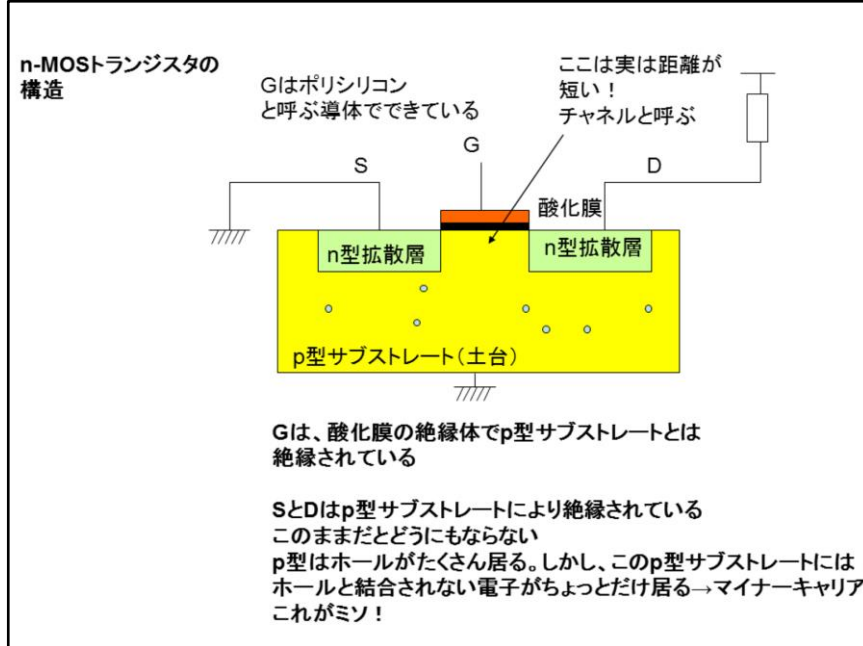 n-MOSトランジスタの
構造
Gはポリシリコン
と呼ぶ導体でできている
ここは実は距離が
短い！
チャネルと呼ぶ
G
S
D
酸化膜
n型拡散層
n型拡散層
p型サブストレート（土台）
Gは、酸化膜の絶縁体でp型サブストレートとは
絶縁されている
SとDはp型サブストレートにより絶縁されている
このままだとどうにもならない
p型はホールがたくさん居る。しかし、このp型サブストレートには
ホールと結合されない電子がちょっとだけ居る→マイナーキャリア
これがミソ！